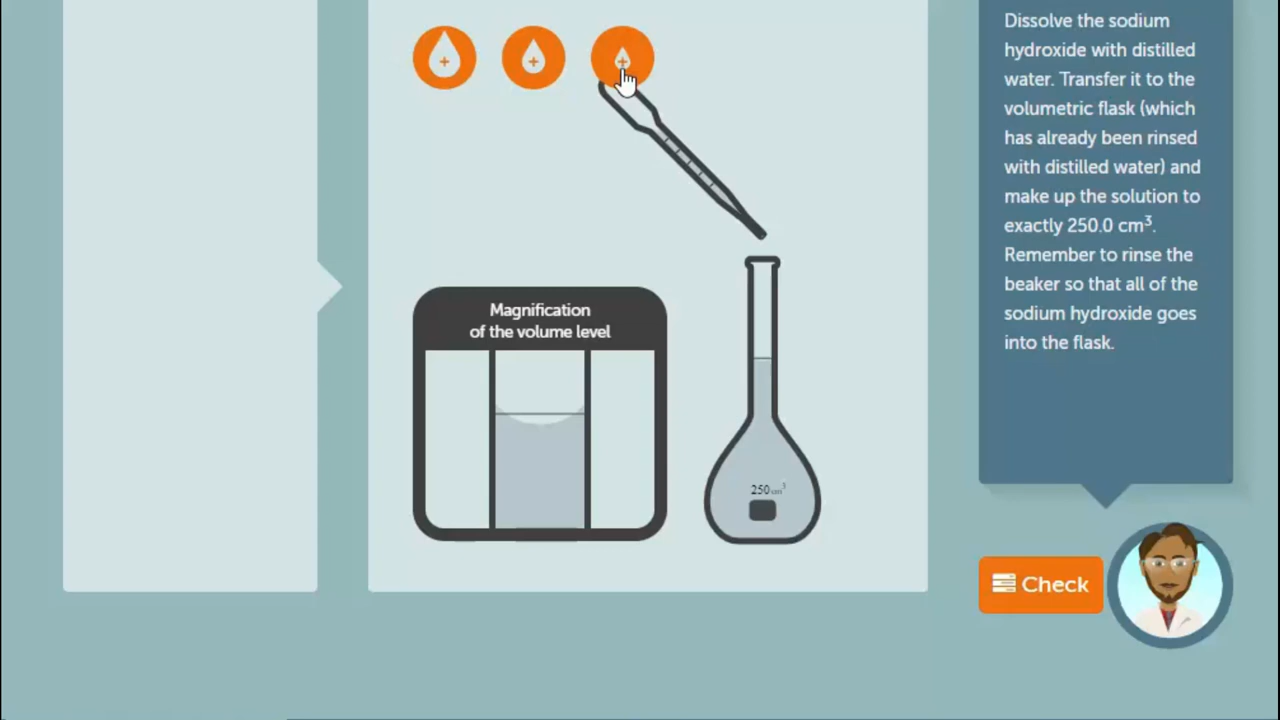 Dissolve the sodium
hydroxide with distilled
water. Transfer it to the
volumetric flask (which
has already been rinsed
with distilled water) and
make up the solution to
exactly 250.0 cm³.
Remember to rinse the
beaker so that all of the
sodium hydroxide goes
into the flask.
Magnification
of the volume level
250 cm³
Check